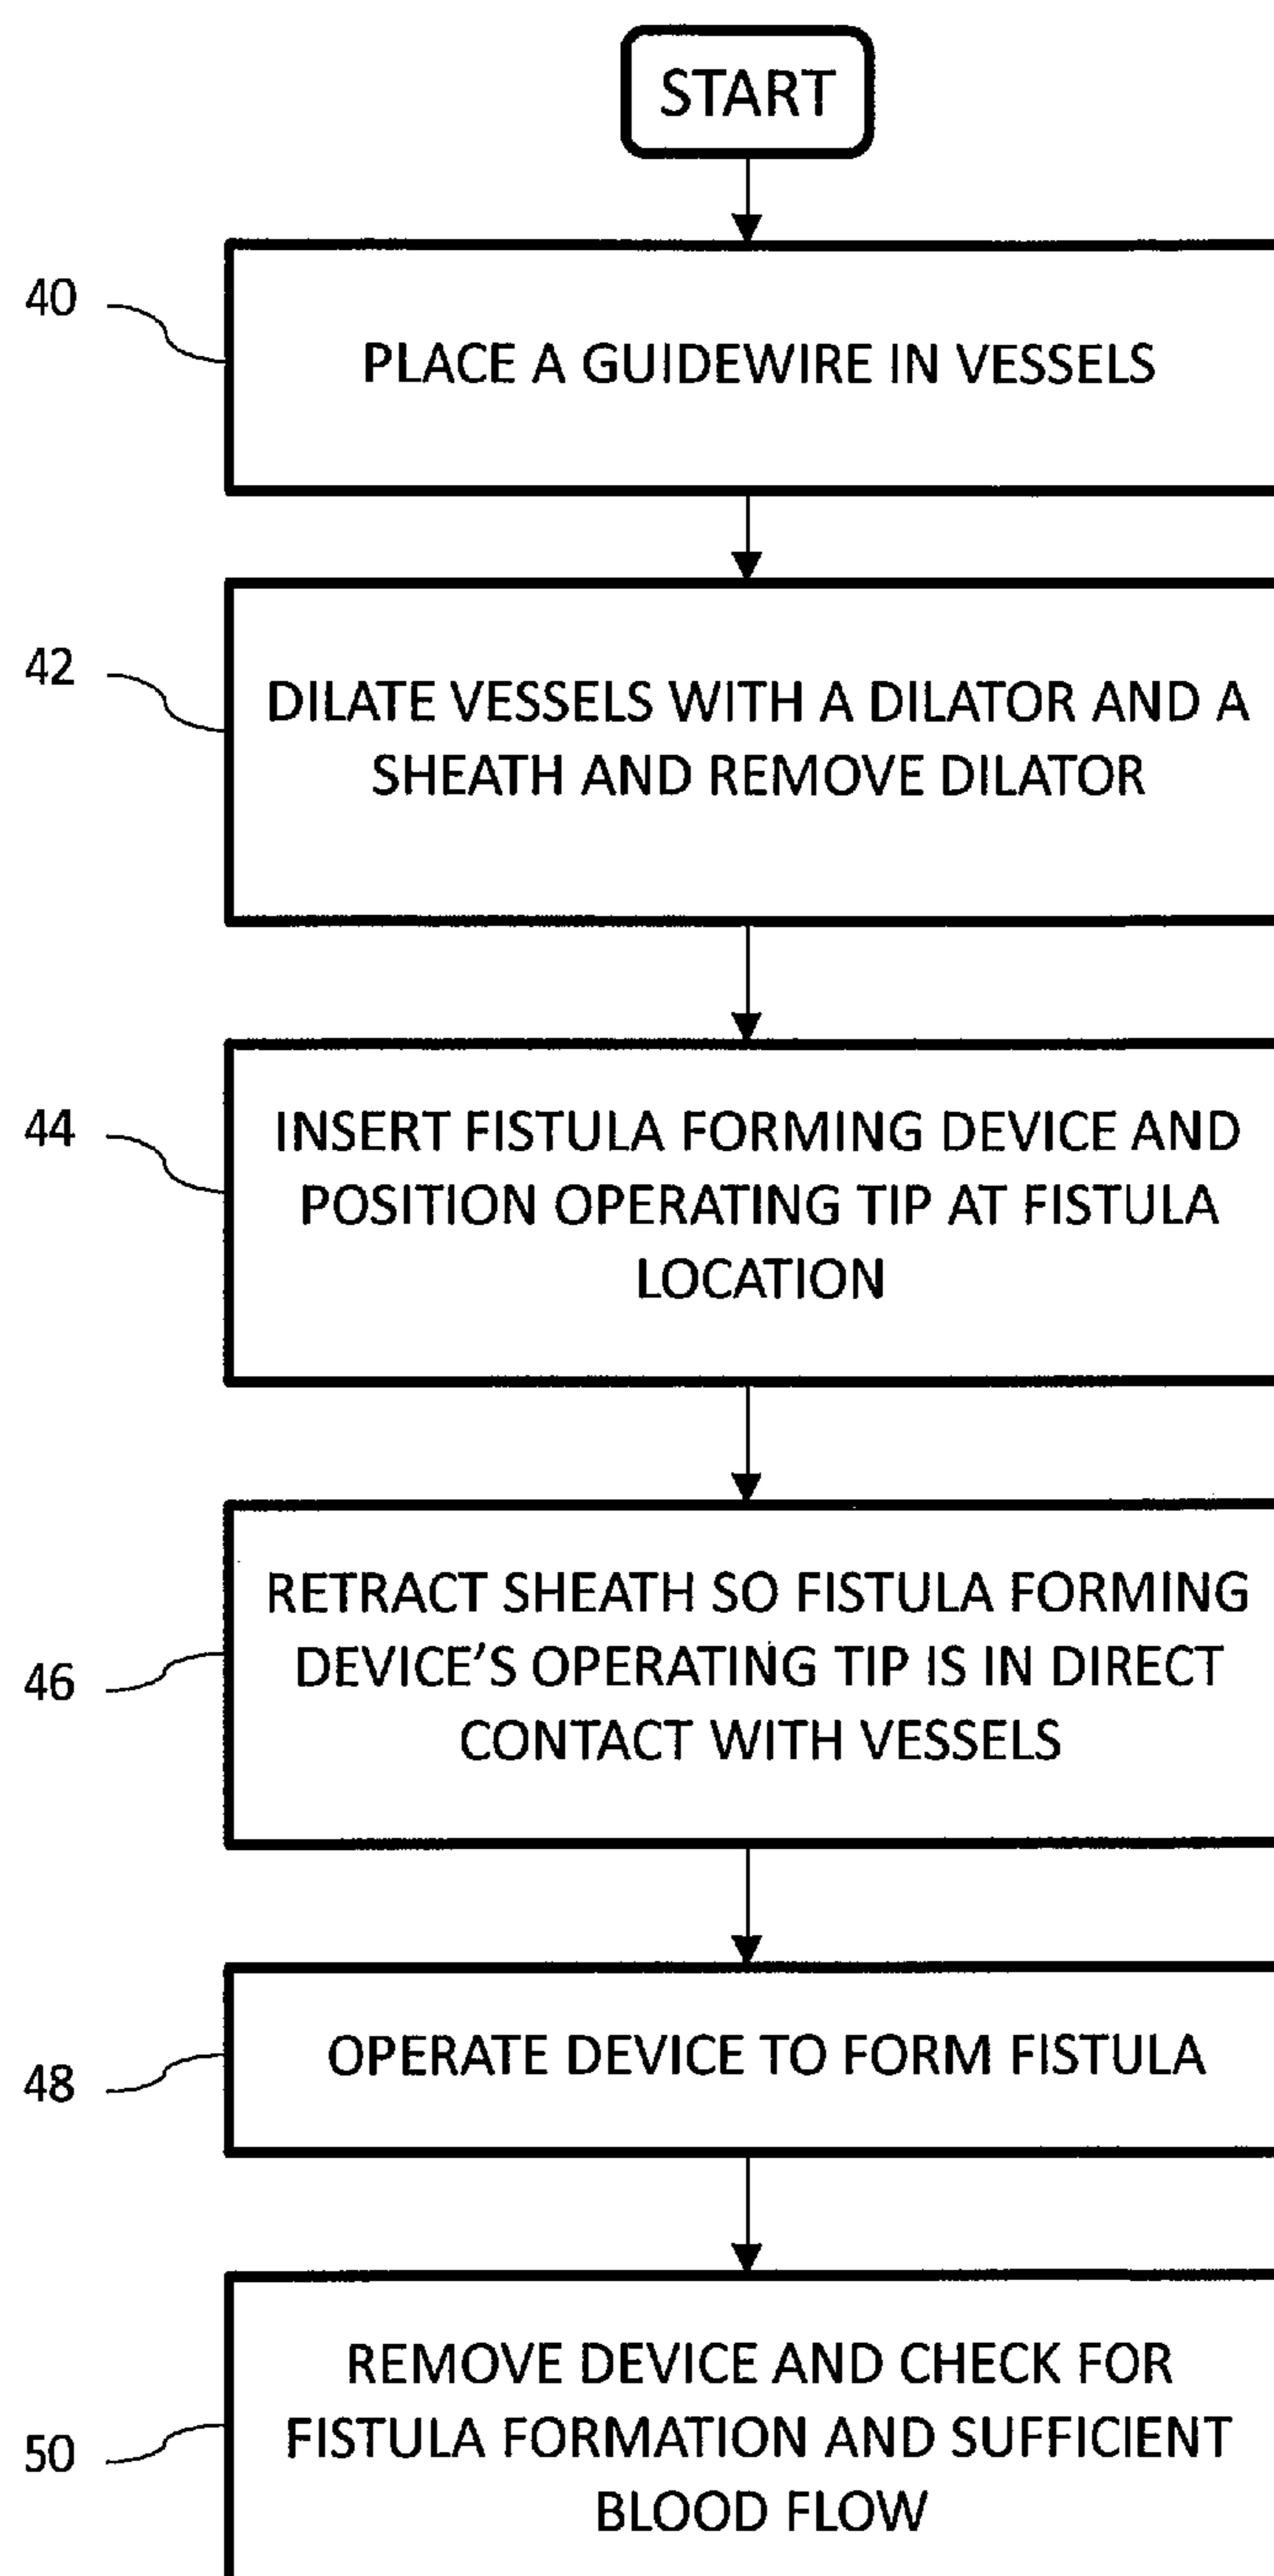 START
40
PLACE A GUIDEWIRE IN VESSELS
42
DILATE VESSELS WITH A DILATOR AND A
SHEATH AND REMOVE DILATOR
44
INSERT FISTULA FORMING DEVICE AND
POSITION OPERATING TIP AT FISTULA
LOCATION
RETRACT SHEATH SO FISTULA FORMING
DEVICE’S OPERATING TIP IS IN DIRECT
46
CONTACT WITH VESSELS
OPERATE DEVICE TO FORM FISTULA
48
REMOVE DEVICE AND CHECK FOR
FISTULA FORMATION AND SUFFICIENT
50
BLOOD FLOW